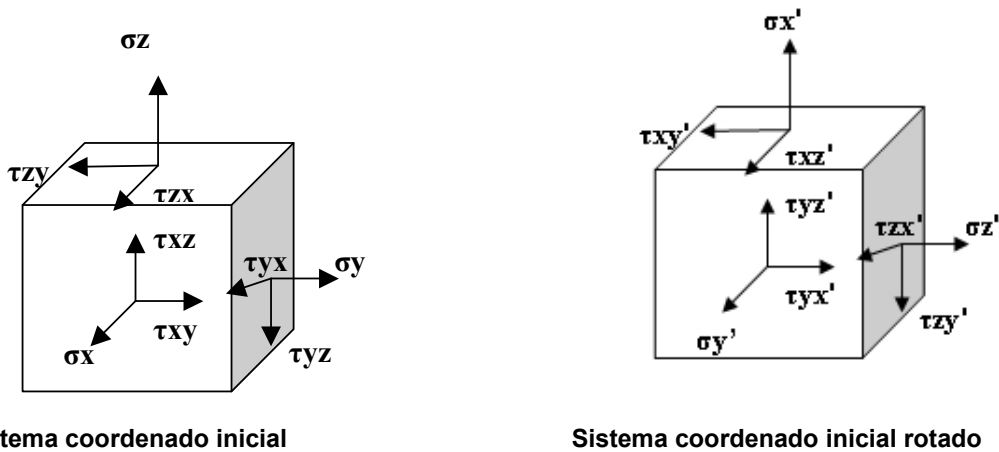 σz
τzy
τzx
τxz
τyx
σy
τxy
σx
τyz
tema coordenado inicial
σx'
τxy'
τxz'
τyz'
τzx'
σz'
τyx'
τzy'
σy’
Sistema coordenado inicial rotado